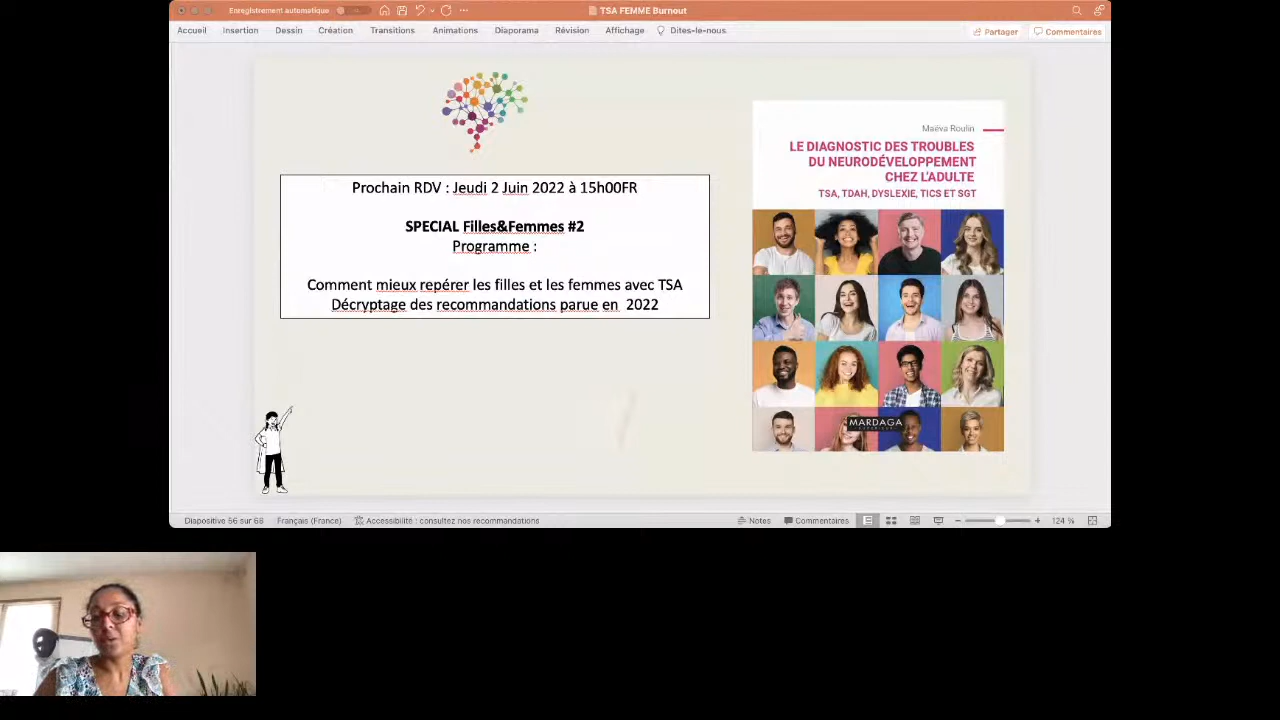 Enregistrement automatique
TSA FEMME Burnout
Accueil Insertion Dessin Création Transitions Animations Diaporama Révision Affichage Dites-le-nous Partager Commentaires
Prochain RDV : Jeudi 2 Juin 2022 à 15h00FR
SPECIAL Filles&Femmes #2
Programme :
Comment mieux repérer les filles et les femmes avec TSA
Décryptage des recommandations parue en 2022
Maëva Roulin
LE DIAGNOSTIC DES TROUBLES
DU NEURODÉVELOPPEMENT
CHEZ L'ADULTE
TSA, TDAH, DYSLEXIE, TICS ET SGT
MARDAGA
Diapositive 56 sur 68 Français (France) Accessibilité : consultez nos recommandations Notes Commentaires 124 %